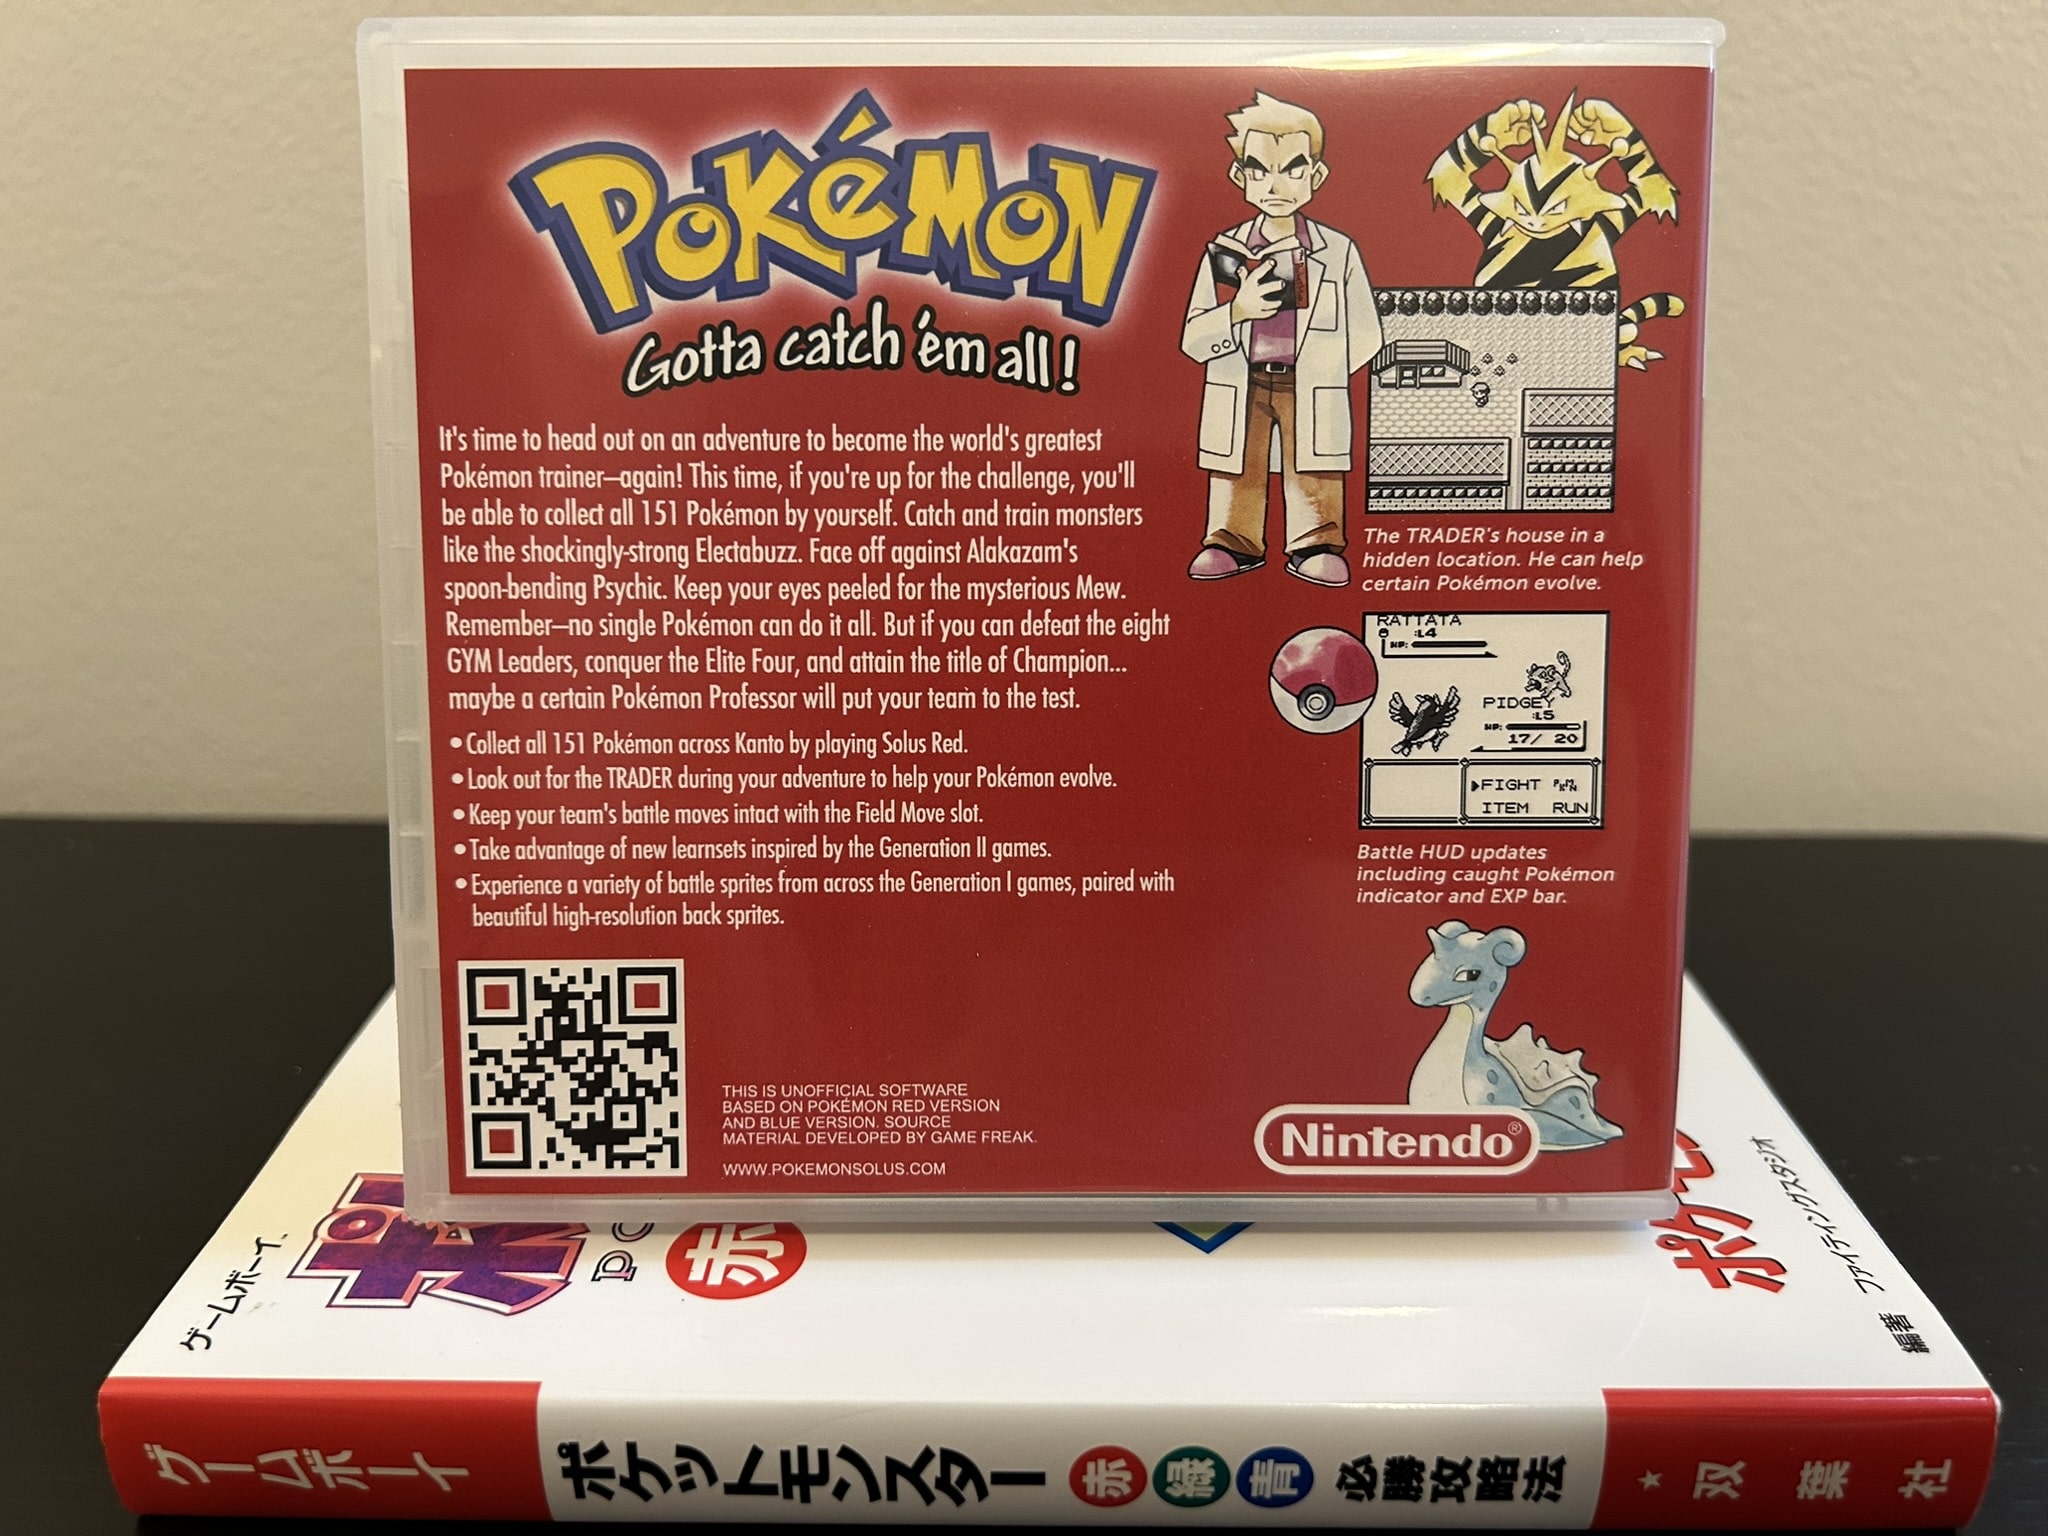 POKéMON
Gotta catch 'em all!
It's time to head out on an adventure to become the world's greatest
Pokémon trainer—again! This time, if you're up for the challenge, you'll
be able to collect all 151 Pokémon by yourself. Catch and train monsters
like the shockingly-strong Electabuzz. Face off against Alakazam's
spoon-bending Psychic. Keep your eyes peeled for the mysterious Mew.
Remember—no single Pokémon can do it all. But if you can defeat the eight
GYM Leaders, conquer the Elite Four, and attain the title of Champion...
maybe a certain Pokémon Professor will put your team to the test.
• Collect all 151 Pokémon across Kanto by playing Solus Red.
• Look out for the TRADER during your adventure to help your Pokémon evolve.
• Keep your team's battle moves intact with the Field Move slot.
• Take advantage of new learnsets inspired by the Generation II games.
• Experience a variety of battle sprites from across the Generation I games, paired with
beautiful high-resolution back sprites.
The TRADER's house in a
hidden location. He can help
certain Pokémon evolve.
RATTATA
:L4
HP:
PIDGEY
:L5
HP:
17/ 20
FIGHT PKMN
ITEM RUN
Battle HUD updates
including caught Pokémon
indicator and EXP bar.
THIS IS UNOFFICIAL SOFTWARE
BASED ON POKÉMON RED VERSION
AND BLUE VERSION. SOURCE
MATERIAL DEVELOPED BY GAME FREAK.
WWW.POKEMONSOLUS.COM
Nintendo®
ゲームボーイ
ポ
赤
ポケモ
ファイティングスタジオ
編著
ゲームボーイ
ポケットモンスター 赤 緑 青 必勝攻略法
★双葉社